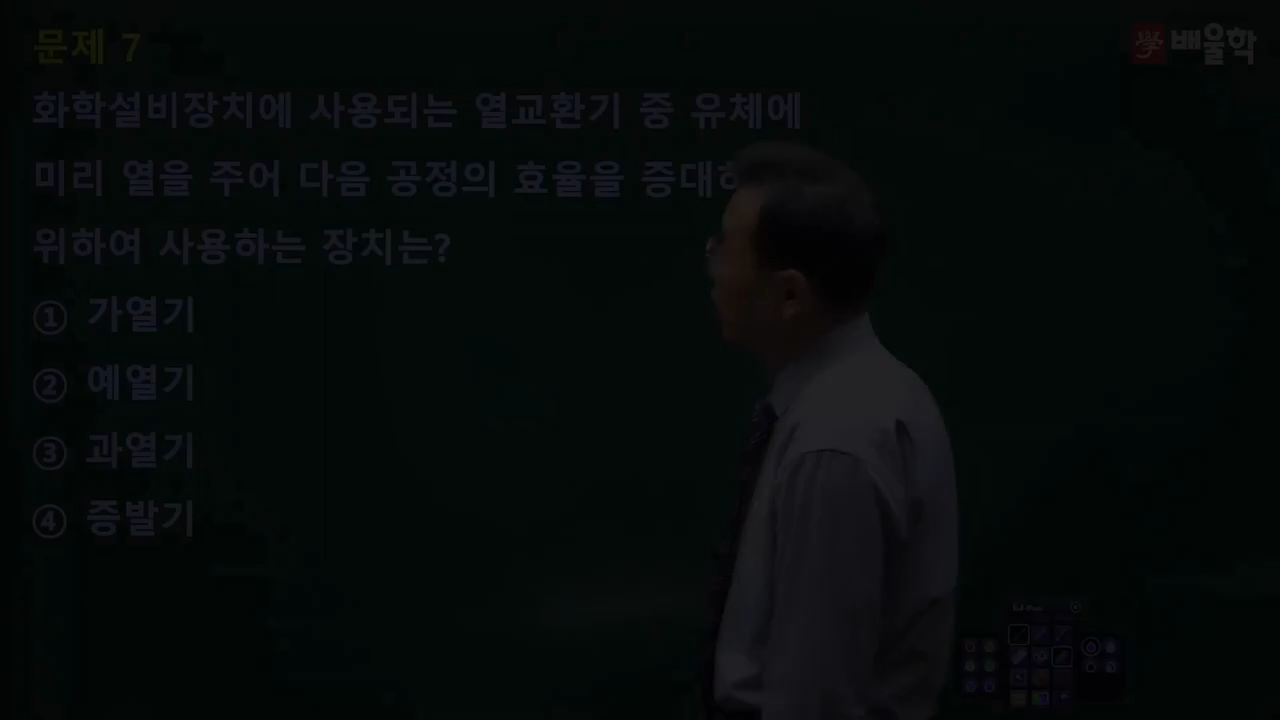 문제 7
學 배울학
화학설비장치에 사용되는 열교환기 중 유체에
미리 열을 주어 다음 공정의 효율을
위하여 사용하는 장치는?
① 가열기
② 예열기
③ 과열기
④ 증발기